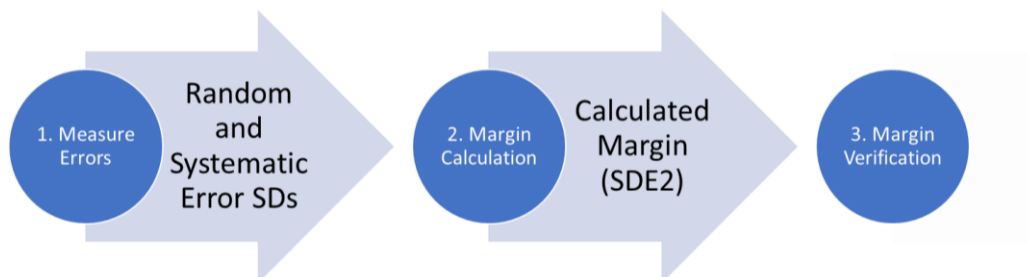 1. Measure
Errors
Random
and
Systematic
Error SDs
2. Margin
Calculation
Calculated
Margin
(SDE2)
3. Margin
Verification